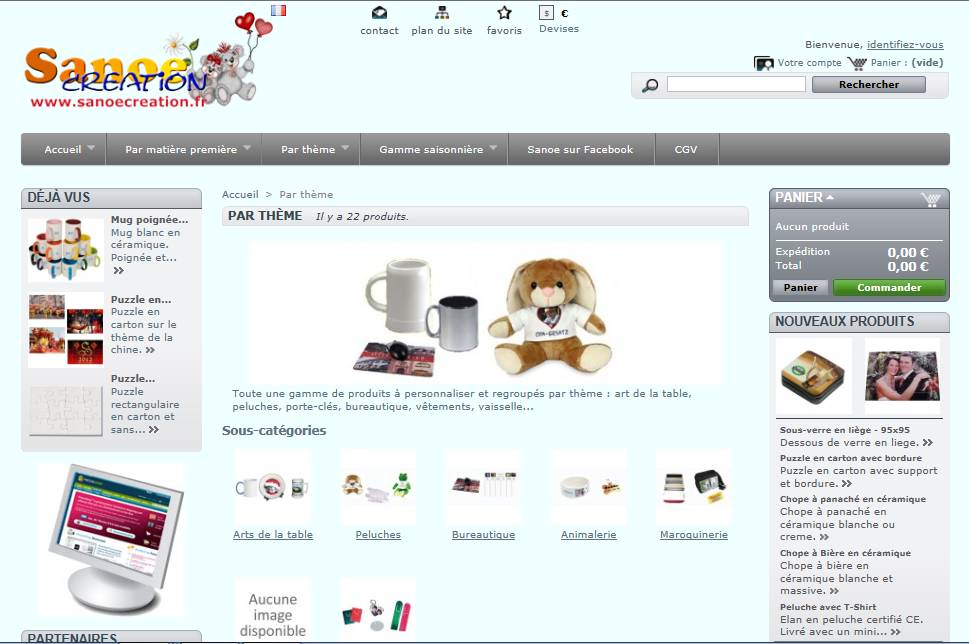 contact
plan du site
favoris
$ €
Devises
Sanoe
CREATION
www.sanoecreation.fr
Bienvenue, identifiez-vous
Votre compte Panier : (vide)
Rechercher
Accueil
Par matière première
Par thème
Gamme saisonnière
Sanoe sur Facebook
CGV
DÉJÀ VUS
Mug poignée...
Mug blanc en
céramique.
Poignée et...
»
Puzzle en...
Puzzle en
carton sur le
thème de la
chine. »
Puzzle...
Puzzle
rectangulaire
en carton et
sans... »
PARTENAIRES,
Accueil > Par thème
PAR THÈME Il y a 22 produits.
Toute une gamme de produits à personnaliser et regroupés par thème : art de la table,
peluches, porte-clés, bureautique, vêtements, vaisselle...
Sous-catégories
Arts de la table
Peluches
Bureautique
Animalerie
Maroquinerie
Aucune
image
disponible
PANIER
Aucun produit
Expédition 0,00 €
Total 0,00 €
Panier
Commander
NOUVEAUX PRODUITS
Sous-verre en liège - 95x95
Dessous de verre en liege. »
Puzzle en carton avec bordure
Puzzle en carton avec support
et bordure. »
Chope à panaché en céramique
Chope à panaché en
céramique blanche ou
creme. »
Chope à Bière en céramique
Chope à bière en
céramique blanche et
massive. »
Peluche avec T-Shirt
Elan en peluche certifié CE.
Livré avec un mini... »